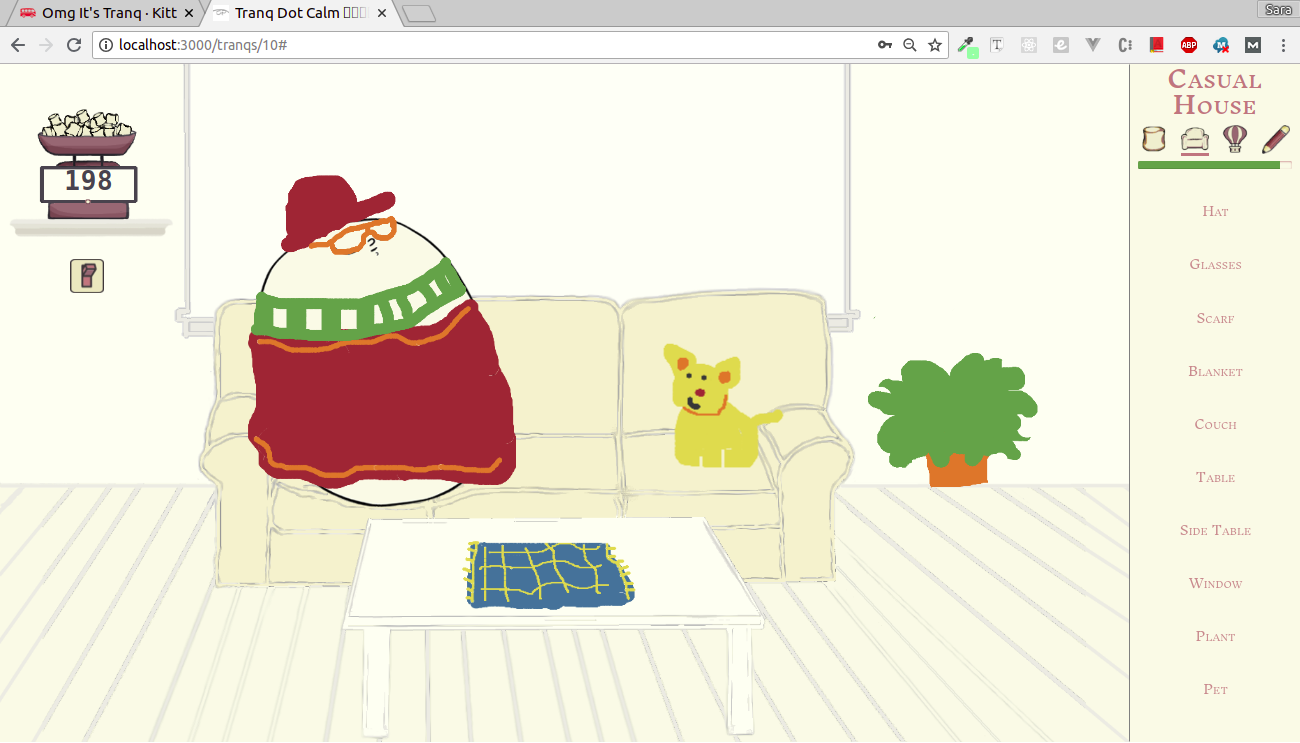 Omg It's Tranq · Kitt
Tranq Dot Calm
Sara
localhost:3000/tranqs/10#
ABP
198
Casual
House
Hat
Glasses
Scarf
Blanket
Couch
Table
Side Table
Window
Plant
Pet